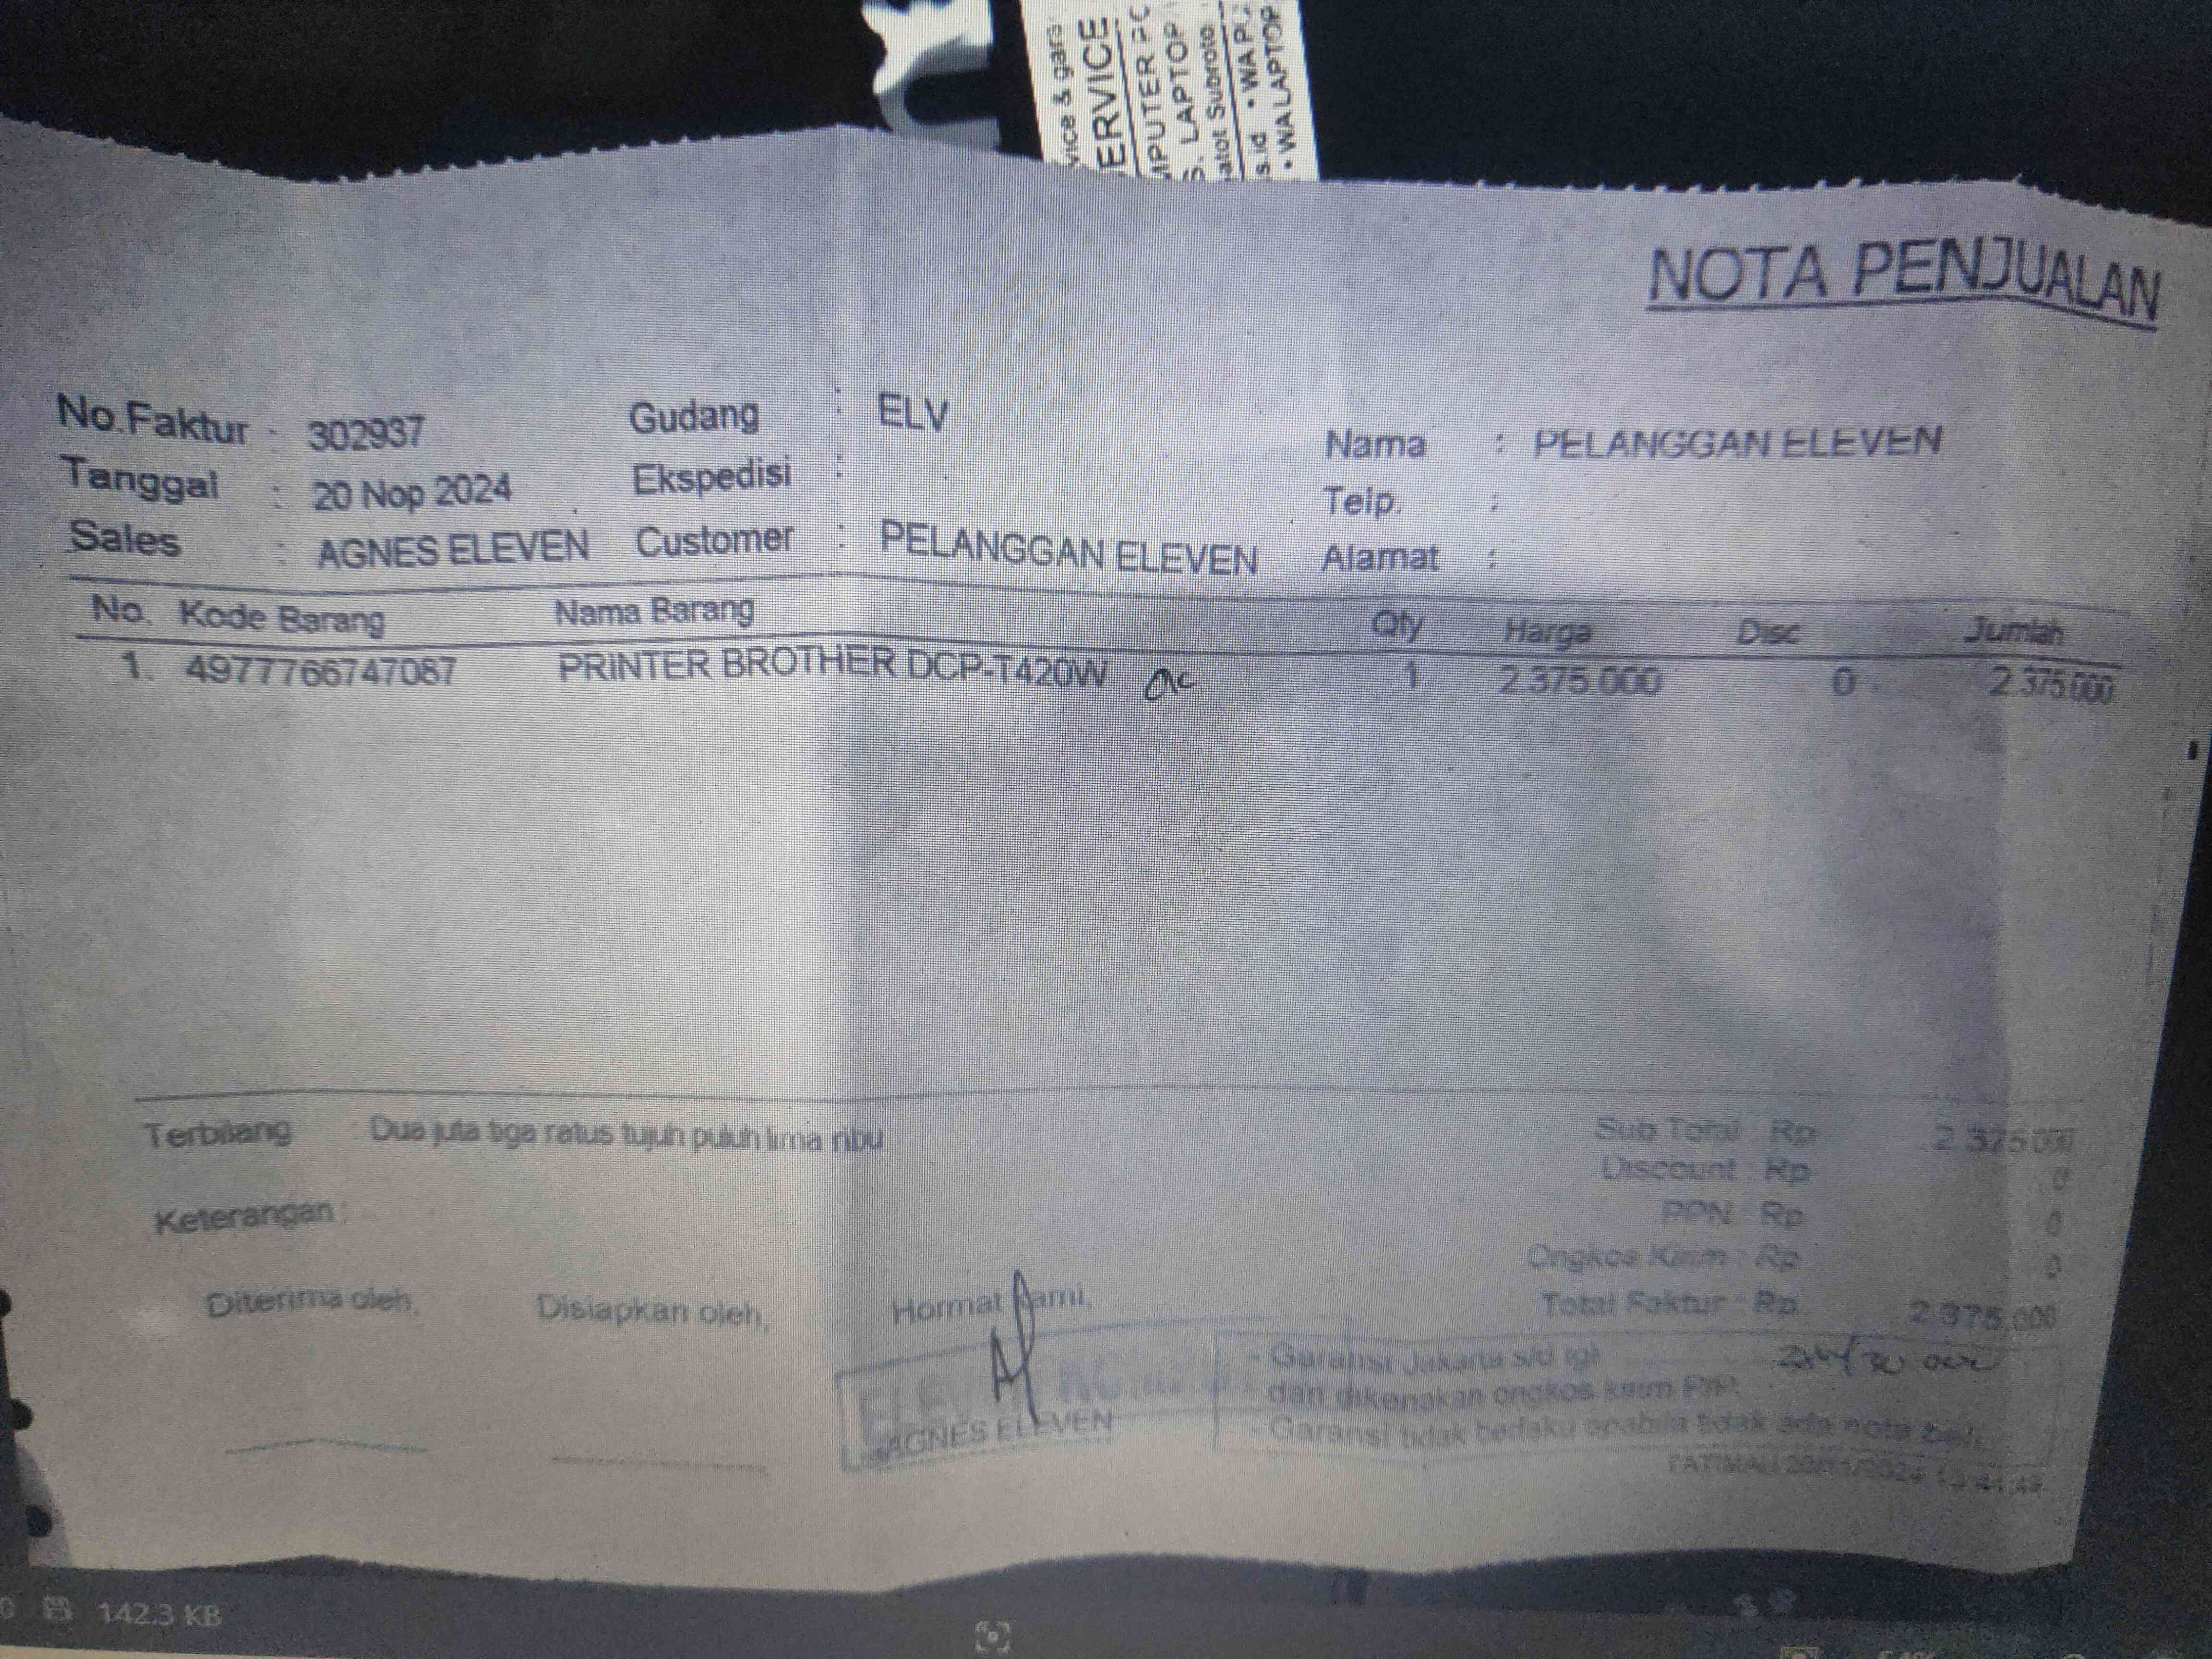 vice & gara
ERVICE
MPUTER PC
S. LAPTOP
atot Subroto
s.id • WA PC
• WA LAPTOP
NOTA PENJUALAN
No.Faktur : 302937 Gudang : ELV Nama : PELANGGAN ELEVEN
Tanggal : 20 Nop 2024 Ekspedisi : Telp. :
Sales : AGNES ELEVEN Customer : PELANGGAN ELEVEN Alamat :
No. Kode Barang Nama Barang Qty Harga Disc Jumlah
1. 4977766747087 PRINTER BROTHER DCP-T420W 1 2.375.000 0 2.375.000
Terbilang : Dua juta tiga ratus tujuh puluh lima ribu Sub Total Rp 2.375.000
Discount Rp 0
Keterangan : PPN Rp 0
Ongkos Kirim Rp 0
Diterima oleh, Disiapkan oleh, Hormat Kami, Total Faktur Rp. 2.375.000
- Garansi Jakarta s/d tgl
dan dikenakan ongkos kirim P/P.
AGNES ELEVEN - Garansi tidak berlaku apabila tidak ada nota beli.
142.3 KB